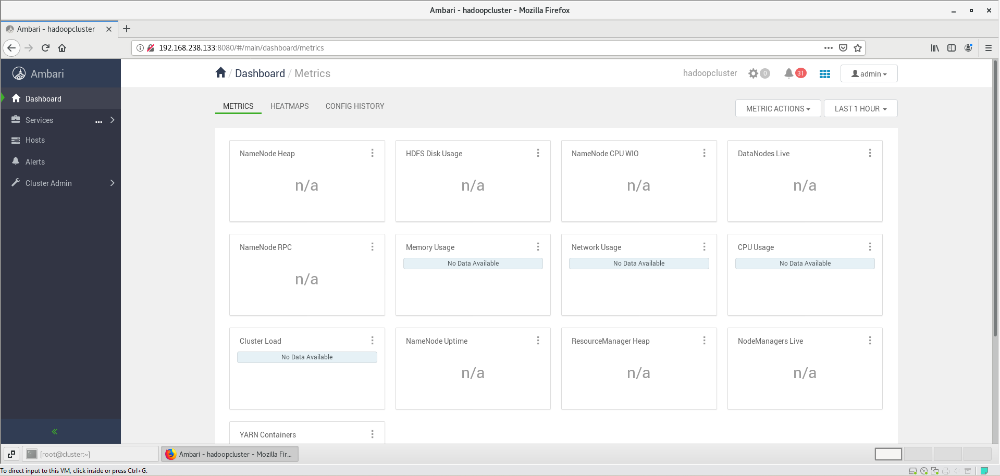 Ambari - hadoopcluster - Mozilla Firefox
Ambari - hadoopcluster
192.168.238.133:8080/#/main/dashboard/metrics
Ambari
Dashboard / Metrics
hadoopcluster
0
31
admin
Dashboard
Services
...
Hosts
Alerts
Cluster Admin
METRICS
HEATMAPS
CONFIG HISTORY
METRIC ACTIONS
LAST 1 HOUR
NameNode Heap
n/a
HDFS Disk Usage
n/a
NameNode CPU WIO
n/a
DataNodes Live
n/a
NameNode RPC
n/a
Memory Usage
No Data Available
Network Usage
No Data Available
CPU Usage
No Data Available
Cluster Load
No Data Available
NameNode Uptime
n/a
ResourceManager Heap
n/a
NodeManagers Live
n/a
YARN Containers
[root@cluster:~]
Ambari - hadoopcluster - Mozilla Fir...
To direct input to this VM, click inside or press Ctrl+G.